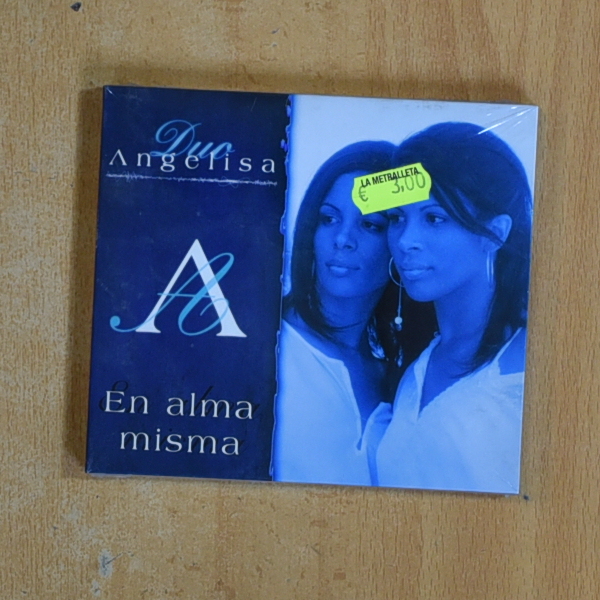 Duo
Angelisa
A
En alma
misma
LA METRALLETA
€ 3,00